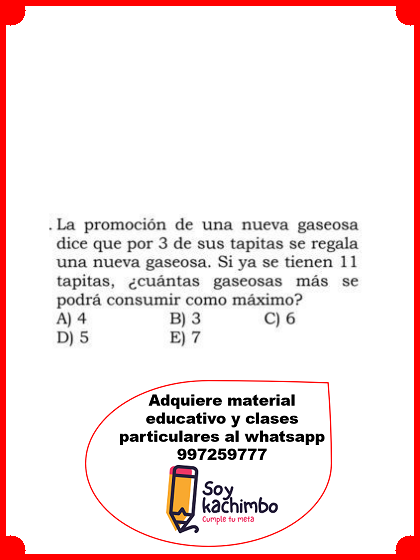 . La promoción de una nueva gaseosa
dice que por 3 de sus tapitas se regala
una nueva gaseosa. Si ya se tienen 11
tapitas, ¿cuántas gaseosas más se
podrá consumir como máximo?
A) 4 B) 3 C) 6
D) 5 E) 7
Adquiere material
educativo y clases
particulares al whatsapp
997259777
Soy
kachimbo
Cumple tu meta